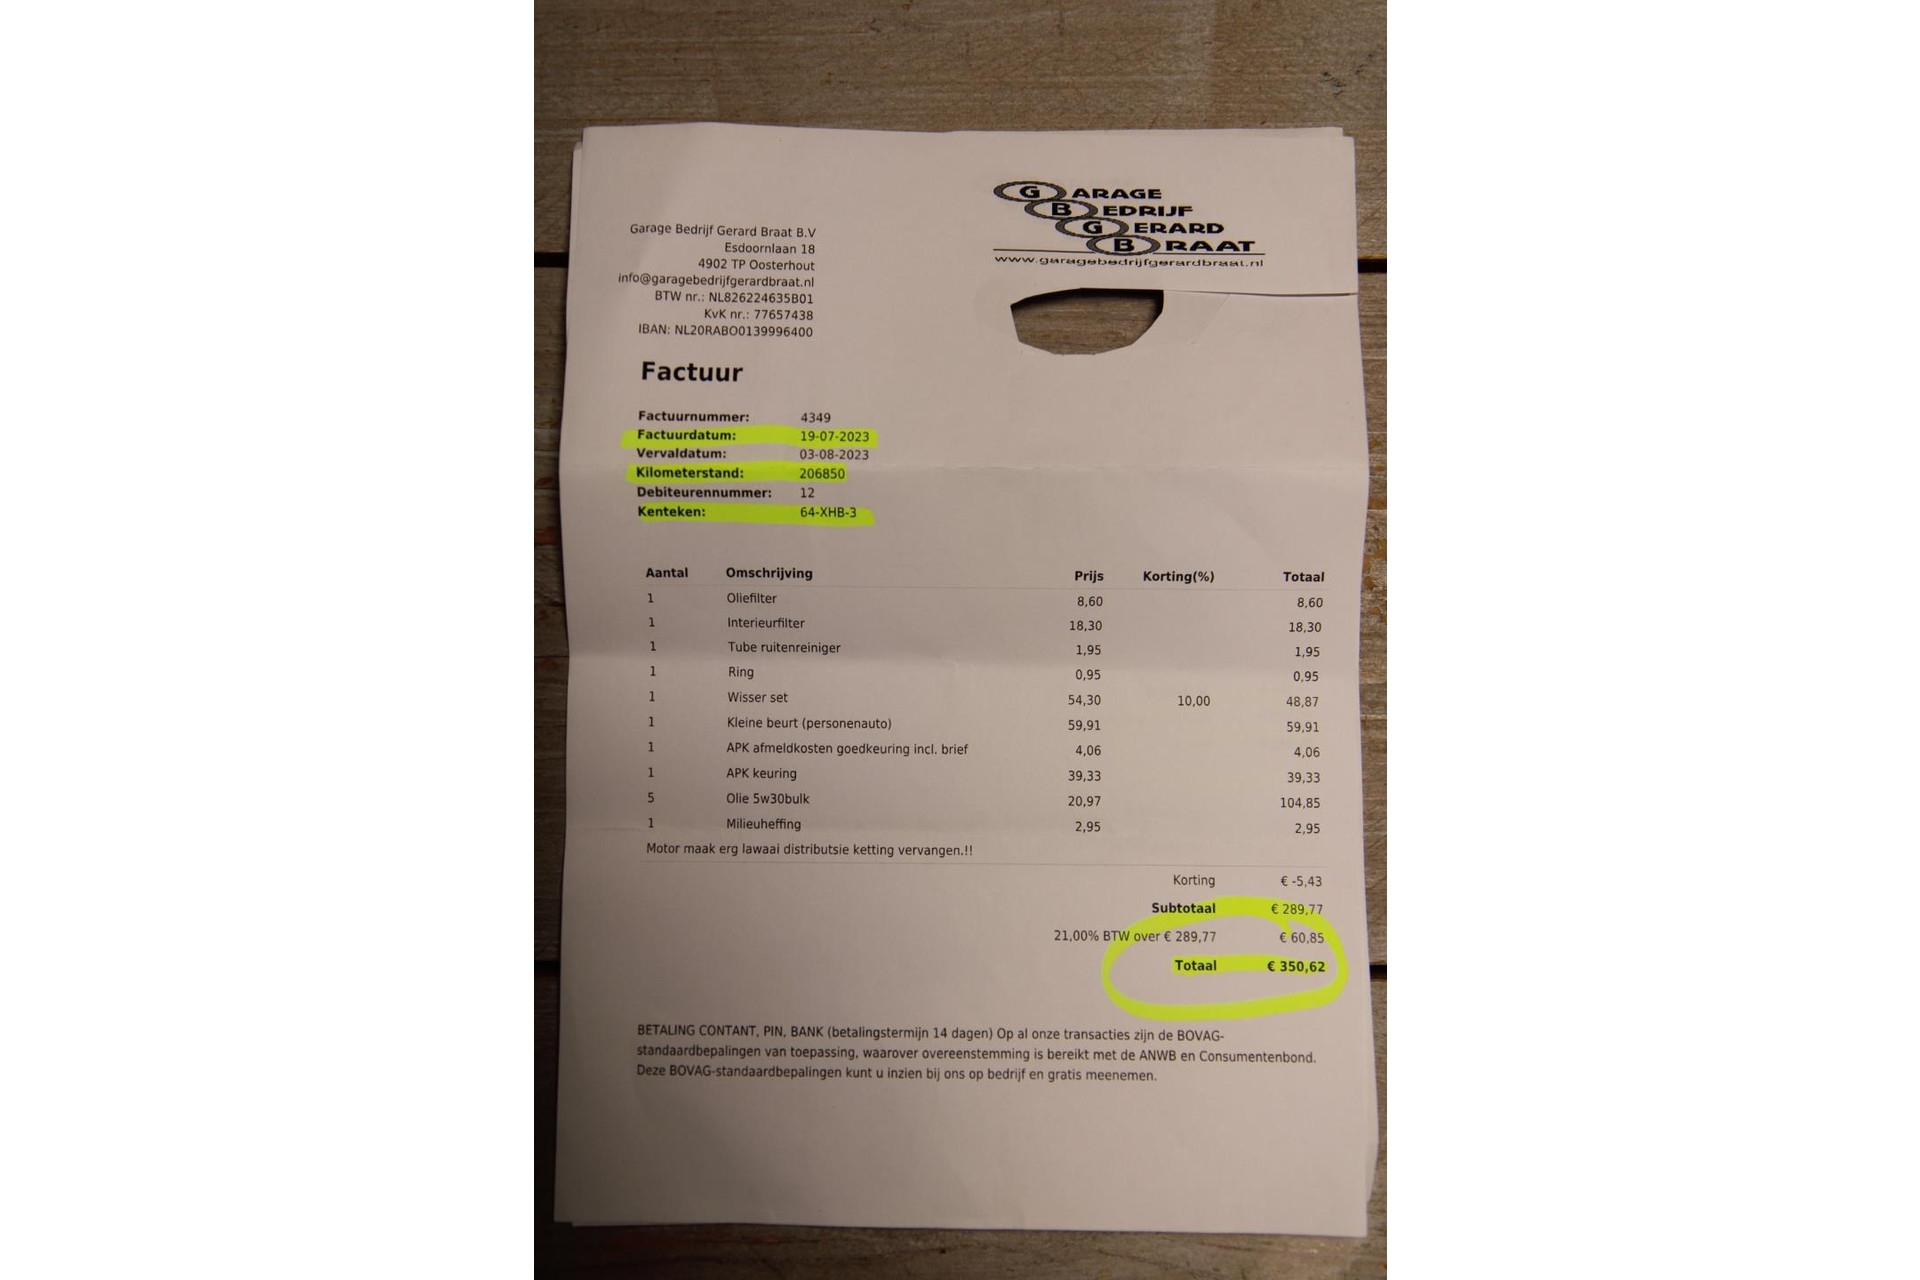 GARAGE
BEDRIJF
GERARD
BRAAT
www.garagebedrijfgerardbraat.nl
Garage Bedrijf Gerard Braat B.V
Esdoornlaan 18
4902 TP Oosterhout
info@garagebedrijfgerardbraat.nl
BTW nr.: NL826224635B01
KvK nr.: 77657438
IBAN: NL20RABO0139996400
Factuur
Factuurnummer: 4349
Factuurdatum: 19-07-2023
Vervaldatum: 03-08-2023
Kilometerstand: 206850
Debiteurennummer: 12
Kenteken: 64-XHB-3
Aantal Omschrijving Prijs Korting(%) Totaal
1 Oliefilter 8,60 8,60
1 Interieurfilter 18,30 18,30
1 Tube ruitenreiniger 1,95 1,95
1 Ring 0,95 0,95
1 Wisser set 54,30 10,00 48,87
1 Kleine beurt (personenauto) 59,91 59,91
1 APK afmeldkosten goedkeuring incl. brief 4,06 4,06
1 APK keuring 39,33 39,33
5 Olie 5w30bulk 20,97 104,85
1 Milieuheffing 2,95 2,95
Motor maak erg lawaai distributsie ketting vervangen.!!
Korting € -5,43
Subtotaal € 289,77
21,00% BTW over € 289,77 € 60,85
Totaal € 350,62
BETALING CONTANT, PIN, BANK (betalingstermijn 14 dagen) Op al onze transacties zijn de BOVAG-
standaardbepalingen van toepassing, waarover overeenstemming is bereikt met de ANWB en Consumentenbond.
Deze BOVAG-standaardbepalingen kunt u inzien bij ons op bedrijf en gratis meenemen.